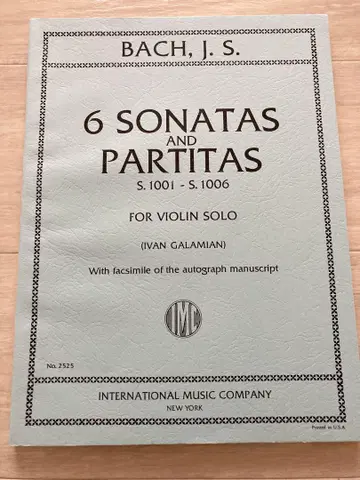 BACH, J. S.
6 SONATAS
AND
PARTITAS
S. 1001 - S. 1006
FOR VIOLIN SOLO
(IVAN GALAMIAN)
With facsimile of the autograph manuscript
IMC
No. 2525
INTERNATIONAL MUSIC COMPANY
NEW YORK
Printed in U.S.A